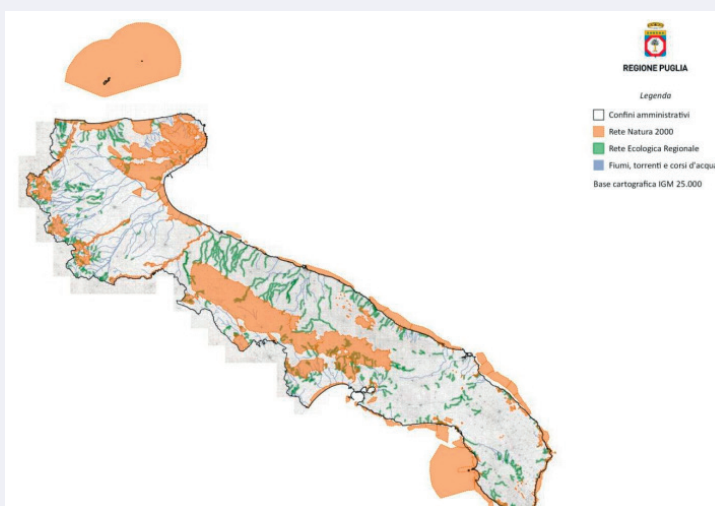 REGIONE PUGLIA
Legenda
Confini amministrativi
Rete Natura 2000
Rete Ecologica Regionale
Fiumi, torrenti e corsi d'acqua
Base cartografica IGM 25.000